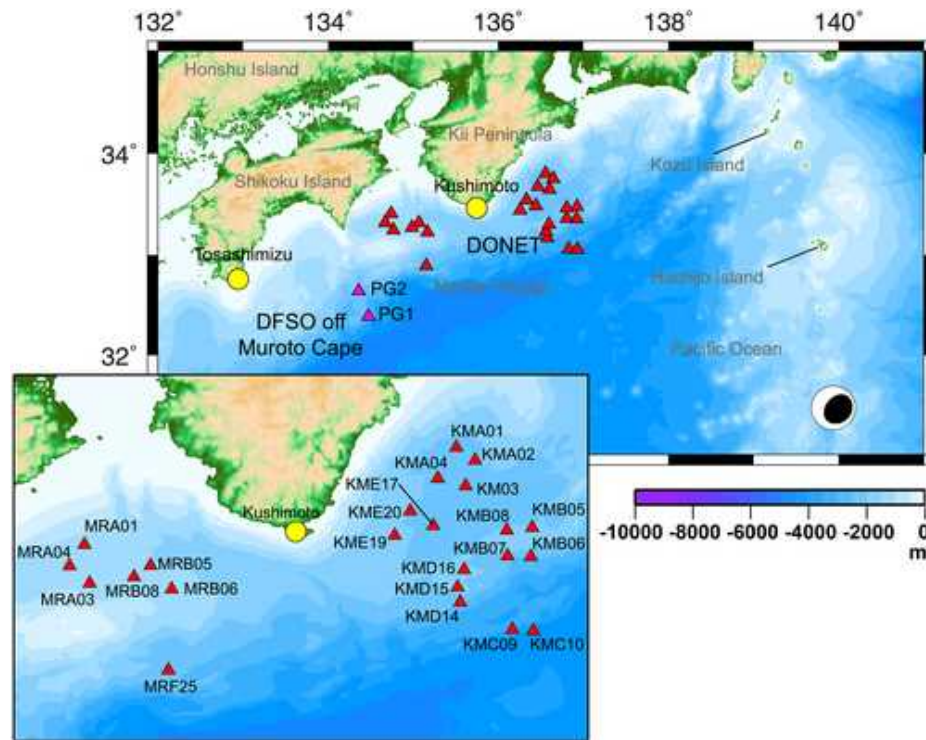 132° 134° 136° 138° 140°
Honshu Island
34°
Kii Peninsula
Kozu Island
Shikoku Island
Kushimoto
DONET
Tosashimizu
Hachijo Island
PG2
Nankai Trough
PG1
DFSO off
Muroto Cape
Pacific Ocean
32°
KMA01
KMA02
KMA04
KME17
KM03
KME20
KMB08
KMB05
Kushimoto
MRA01
KME19
KMB07
KMB06
MRA04
MRB05
KMD16
MRA03
MRB08
MRB06
KMD15
KMD14
KMC09
KMC10
MRF25
-10000 -8000 -6000 -4000 -2000 0
m